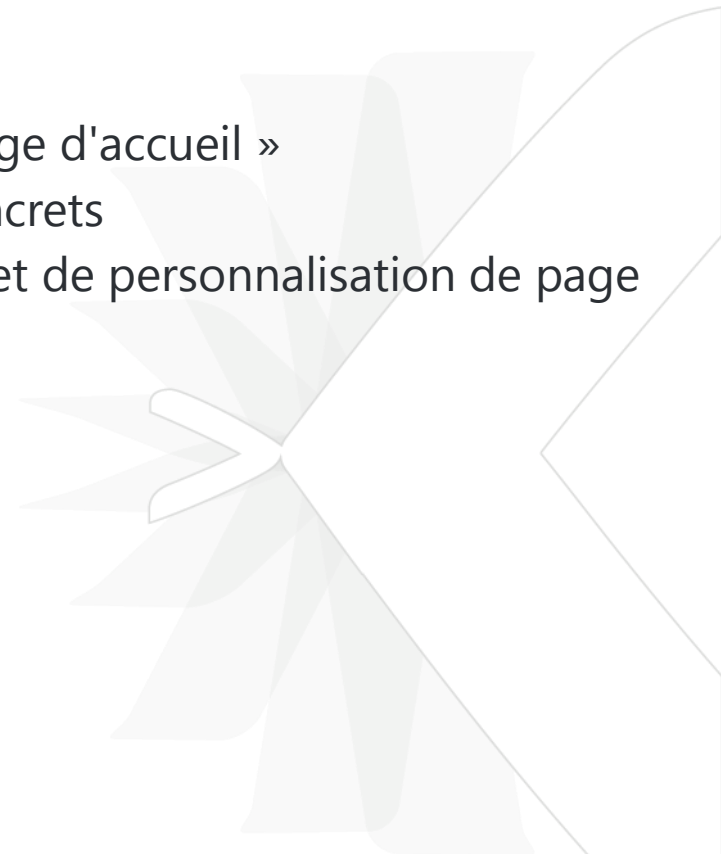 ge d'accueil »
crets
et de personnalisation de page